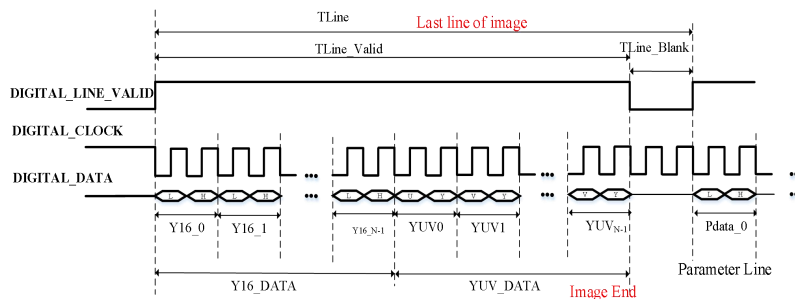 TLine
Last line of image
TLine_Valid
TLine_Blank
DIGITAL_LINE_VALID
DIGITAL_CLOCK
DIGITAL_DATA
L H L H L H U Y V Y V Y L H
Y16_0 Y16_1 Y16_N-1 YUV0 YUV1 YUVN-1 Pdata_0
Parameter Line
Y16_DATA YUV_DATA
Image End